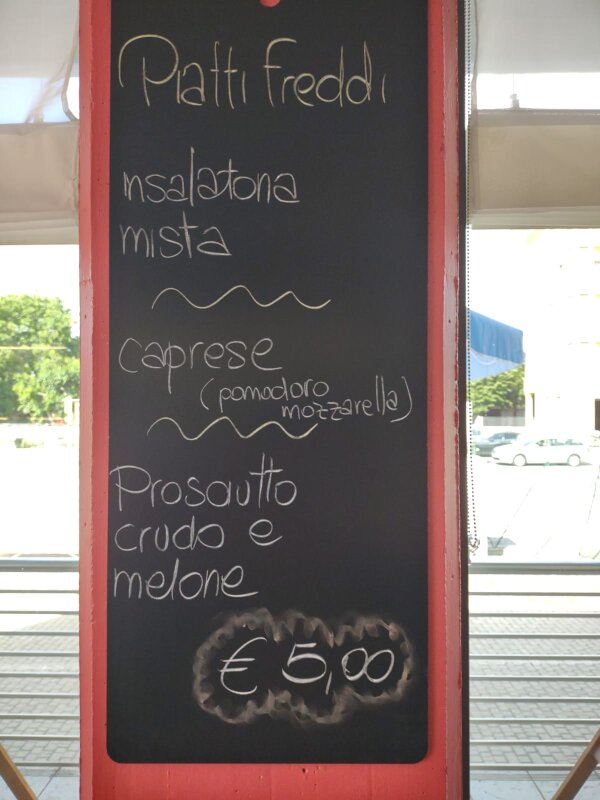 Piatti freddi
insalatona
mista
caprese
(pomodoro
mozzarella)
Prosciutto
crudo e
melone
€ 5,00